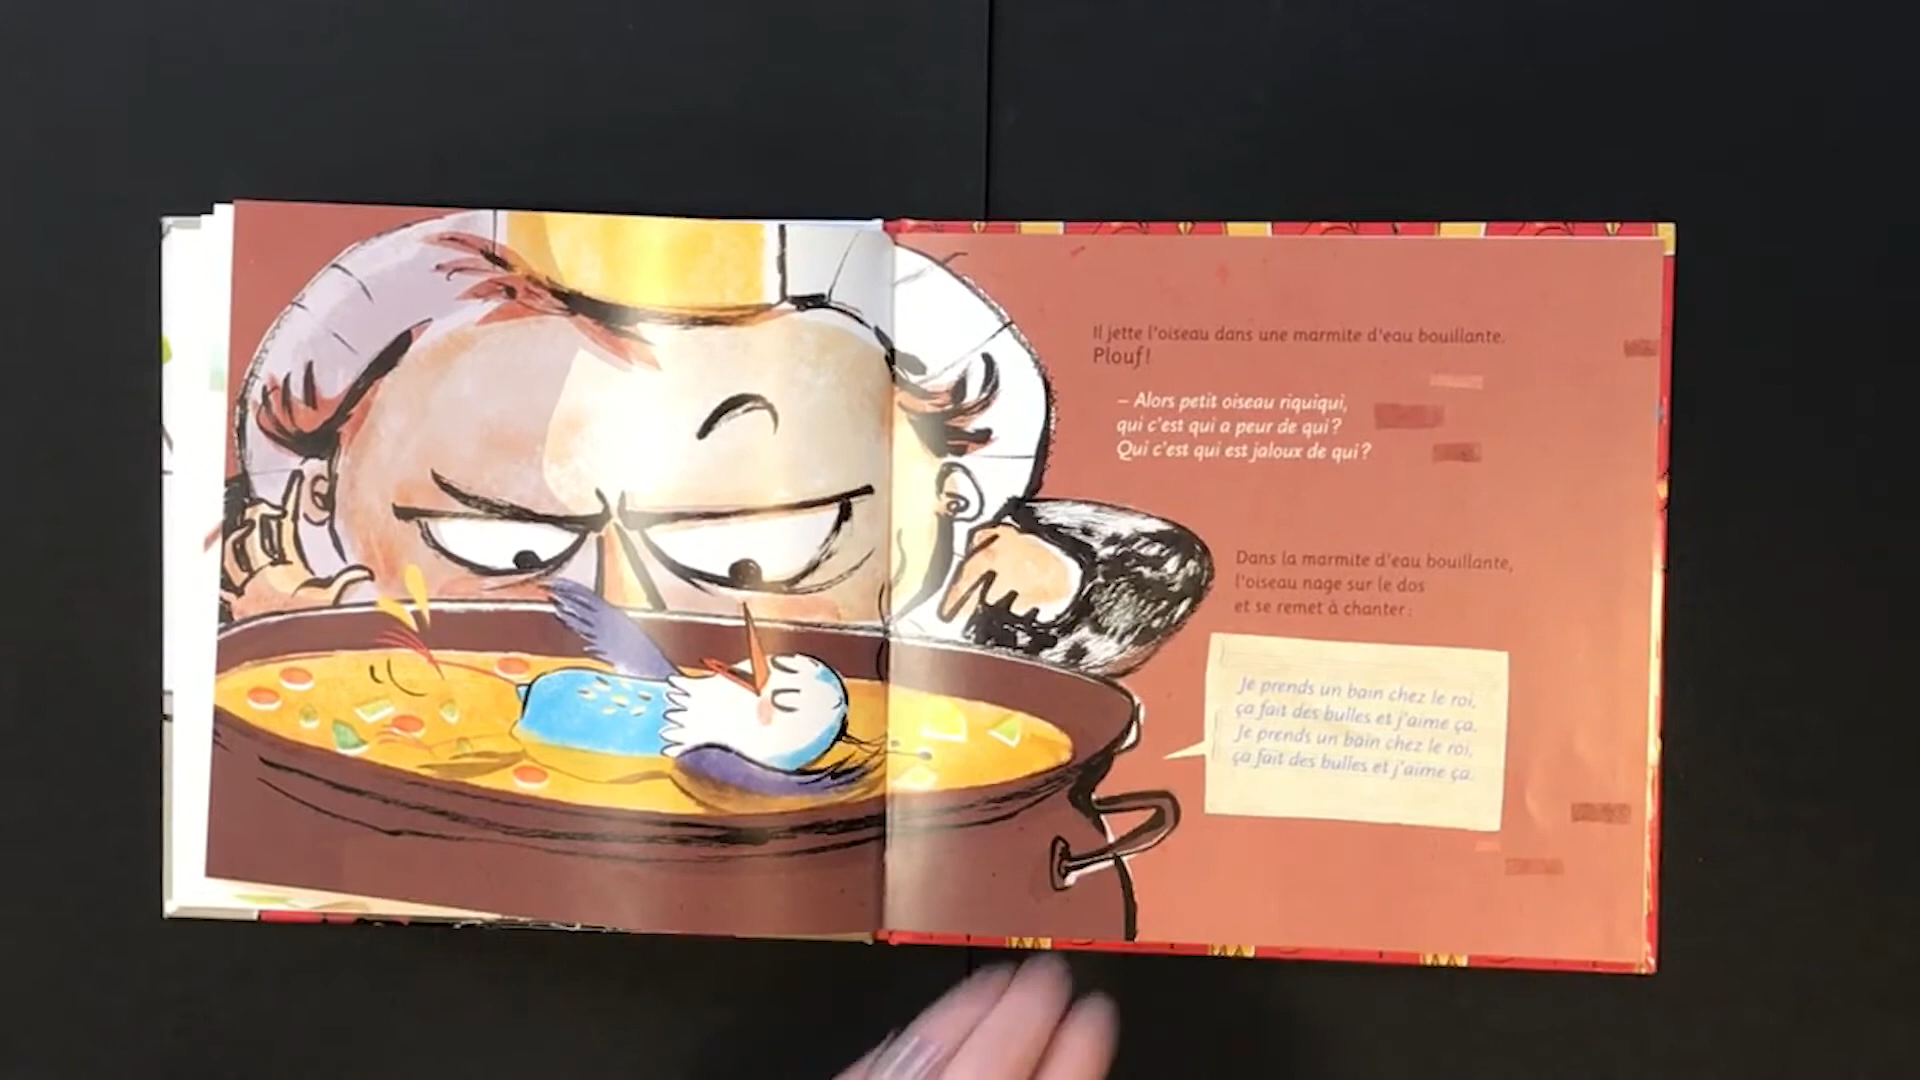 Il jette l'oiseau dans une marmite d'eau bouillante.
Plouf!
– Alors petit oiseau riquiqui,
qui c'est qui a peur de qui?
Qui c'est qui est jaloux de qui?
Dans la marmite d'eau bouillante,
l'oiseau nage sur le dos
et se remet à chanter:
Je prends un bain chez le roi,
ça fait des bulles et j'aime ça.
Je prends un bain chez le roi,
ça fait des bulles et j'aime ça.